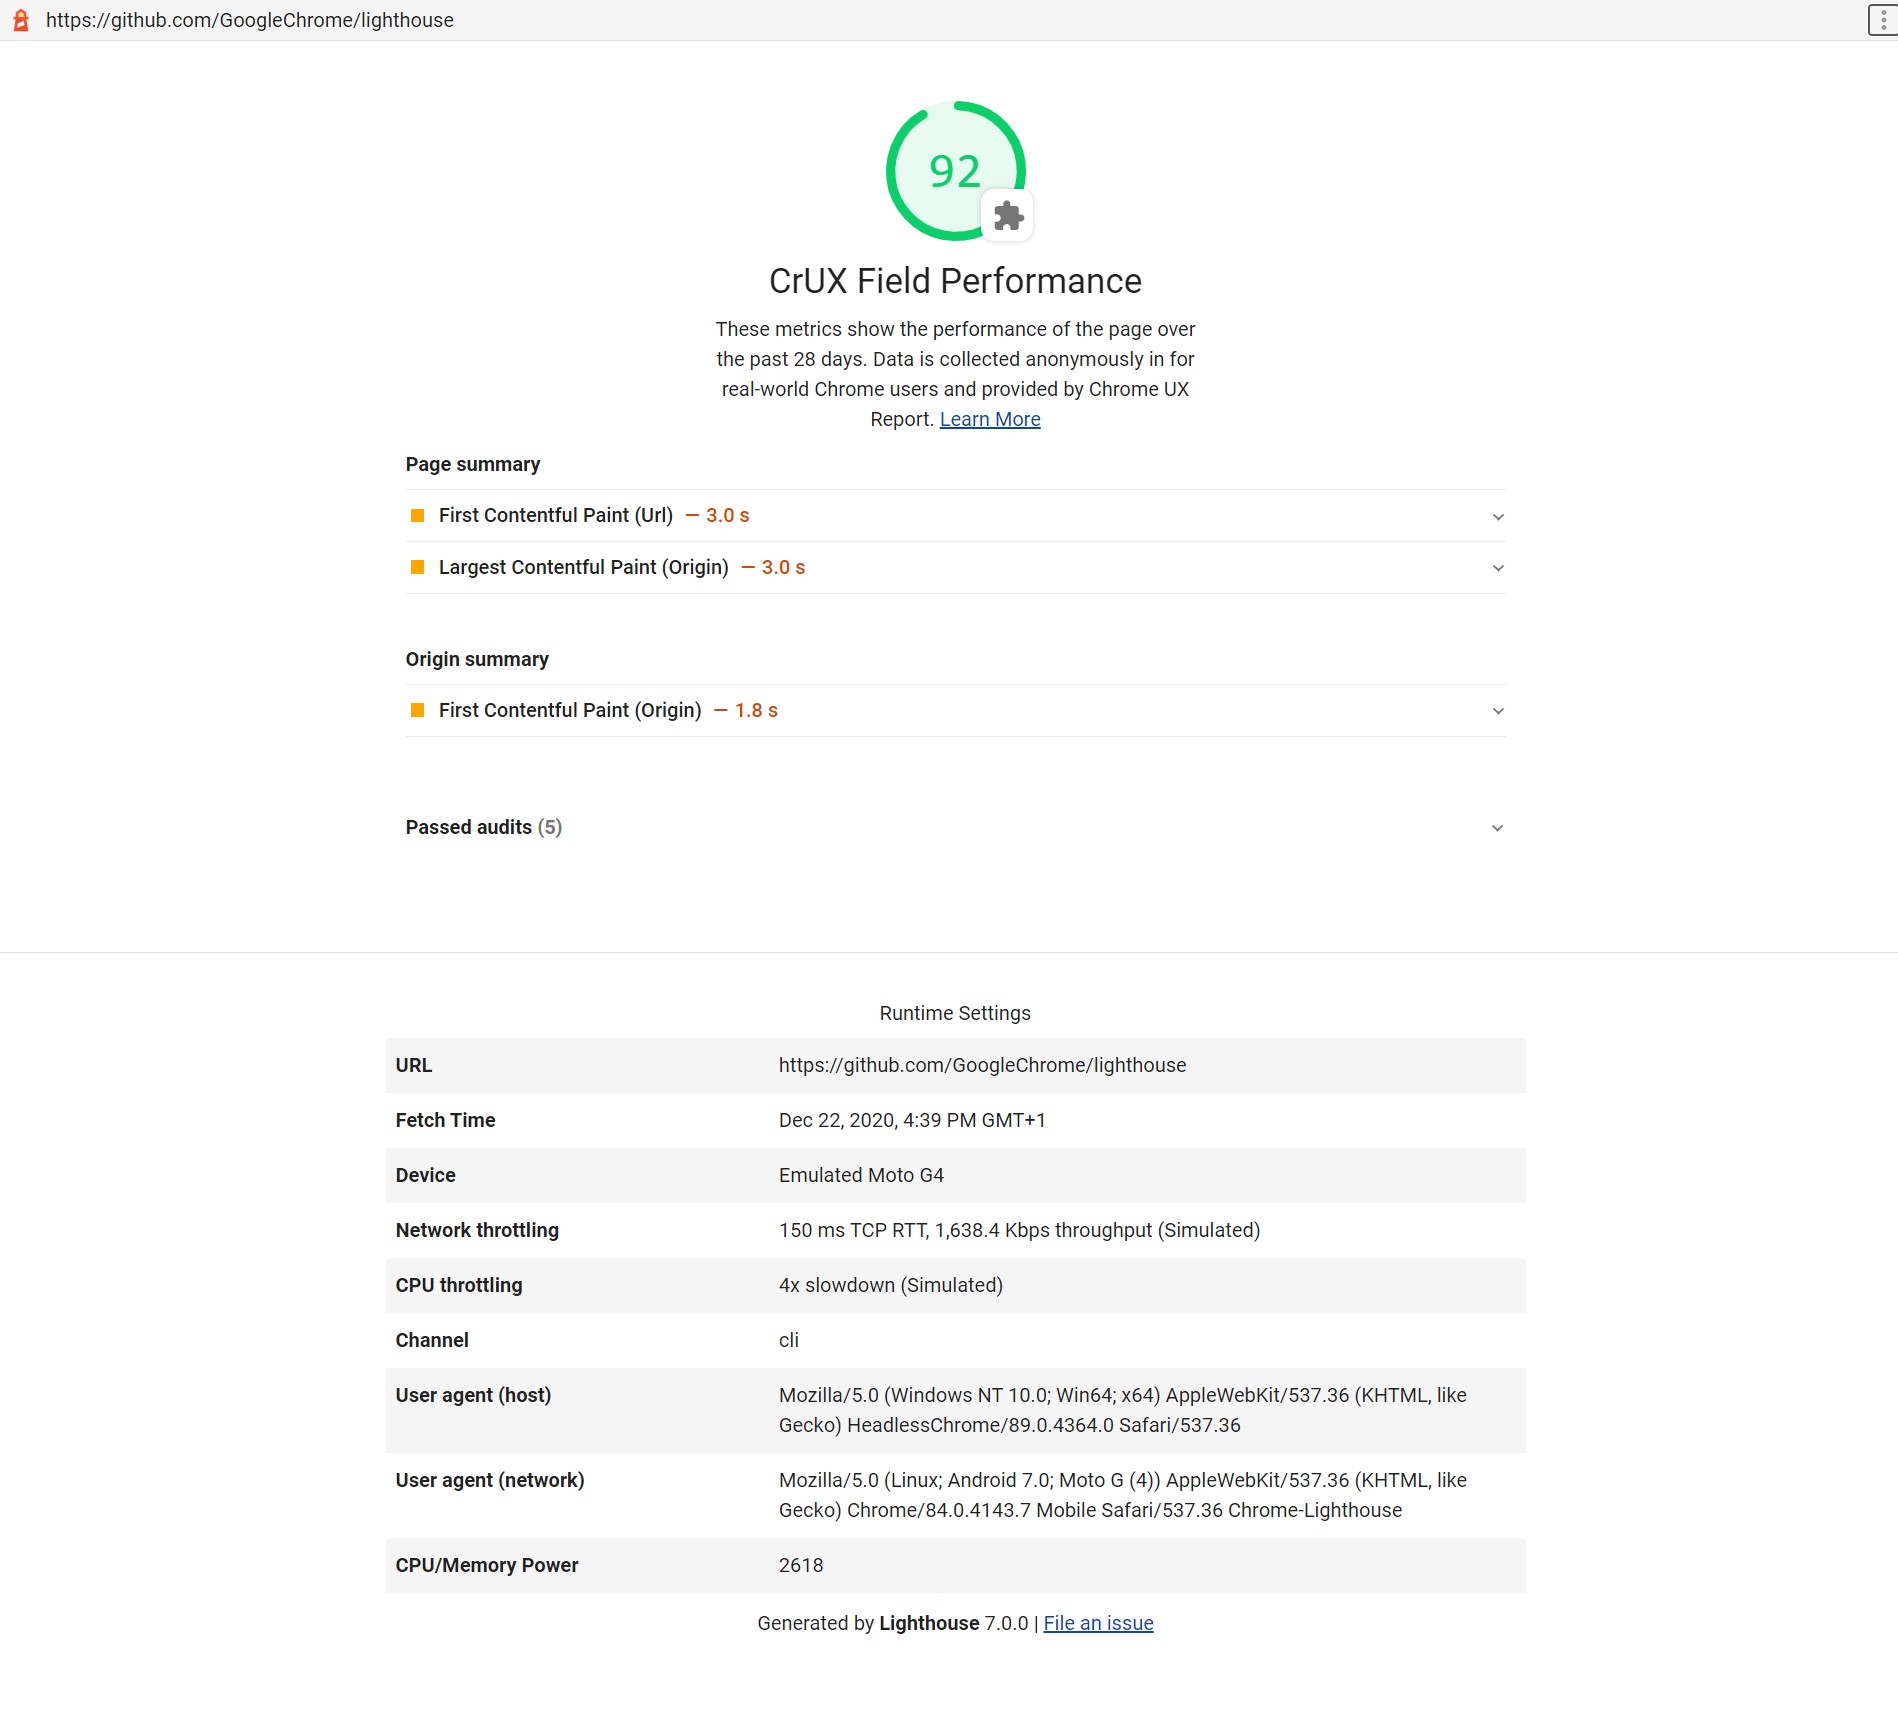 https://github.com/GoogleChrome/lighthouse
92
CrUX Field Performance
These metrics show the performance of the page over
the past 28 days. Data is collected anonymously in for
real-world Chrome users and provided by Chrome UX
Report. Learn More
Page summary
First Contentful Paint (Url) — 3.0 s
Largest Contentful Paint (Origin) — 3.0 s
Origin summary
First Contentful Paint (Origin) — 1.8 s
Passed audits (5)
Runtime Settings
URL https://github.com/GoogleChrome/lighthouse
Fetch Time Dec 22, 2020, 4:39 PM GMT+1
Device Emulated Moto G4
Network throttling 150 ms TCP RTT, 1,638.4 Kbps throughput (Simulated)
CPU throttling 4x slowdown (Simulated)
Channel cli
User agent (host) Mozilla/5.0 (Windows NT 10.0; Win64; x64) AppleWebKit/537.36 (KHTML, like
Gecko) HeadlessChrome/89.0.4364.0 Safari/537.36
User agent (network) Mozilla/5.0 (Linux; Android 7.0; Moto G (4)) AppleWebKit/537.36 (KHTML, like
Gecko) Chrome/84.0.4143.7 Mobile Safari/537.36 Chrome-Lighthouse
CPU/Memory Power 2618
Generated by Lighthouse 7.0.0 | File an issue